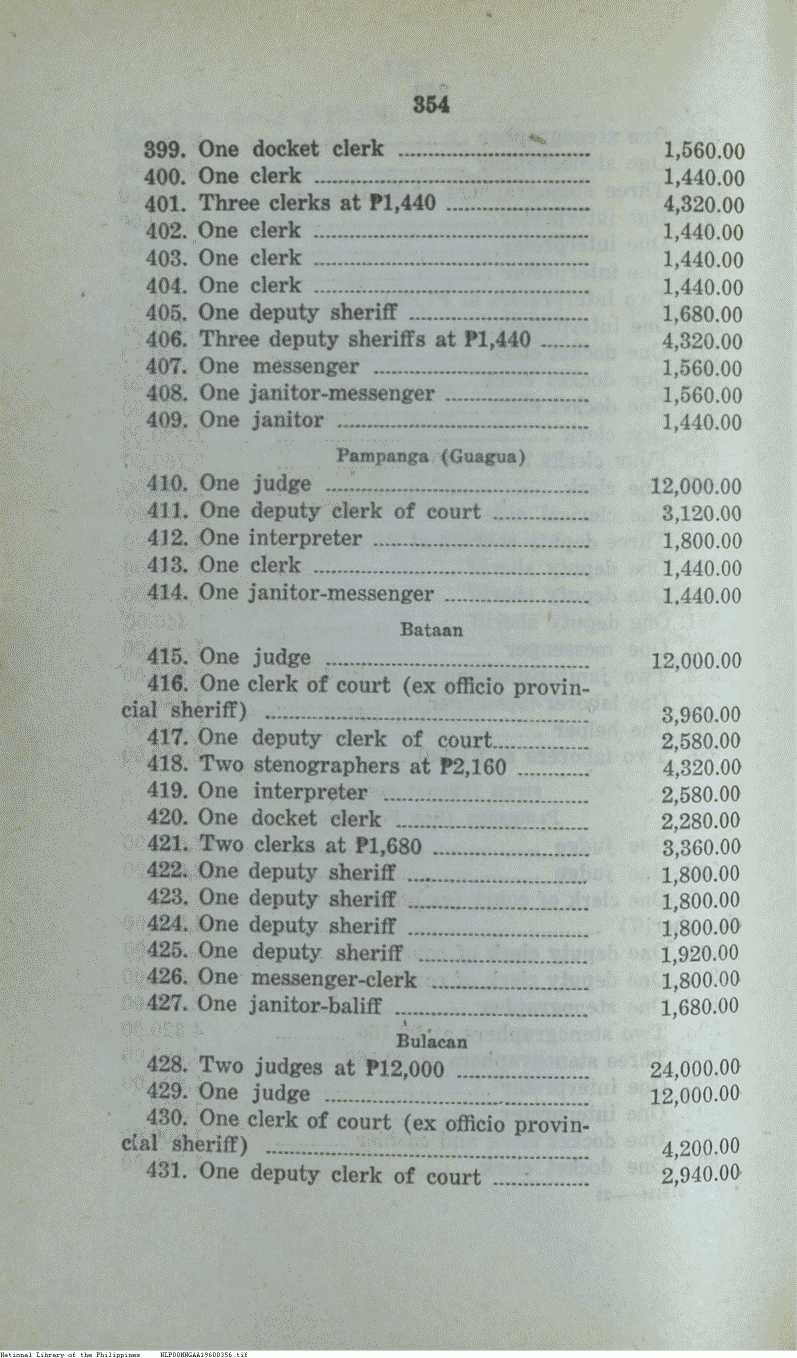 354
399. One docket clerk ........ 1,560.00
400. One clerk ........ 1,440.00
401. Three clerks at ₱1,440 ........ 4,320.00
402. One clerk ........ 1,440.00
403. One clerk ........ 1,440.00
404. One clerk ........ 1,440.00
405. One deputy sheriff ........ 1,680.00
406. Three deputy sheriffs at ₱1,440 ........ 4,320.00
407. One messenger ........ 1,560.00
408. One janitor-messenger ........ 1,560.00
409. One janitor ........ 1,440.00
Pampanga (Guagua)
410. One judge ........ 12,000.00
411. One deputy clerk of court ........ 3,120.00
412. One interpreter ........ 1,800.00
413. One clerk ........ 1,440.00
414. One janitor-messenger ........ 1,440.00
Bataan
415. One judge ........ 12,000.00
416. One clerk of court (ex officio provin-
cial sheriff) ........ 3,960.00
417. One deputy clerk of court ........ 2,580.00
418. Two stenographers at ₱2,160 ........ 4,320.00
419. One interpreter ........ 2,580.00
420. One docket clerk ........ 2,280.00
421. Two clerks at ₱1,680 ........ 3,360.00
422. One deputy sheriff ........ 1,800.00
423. One deputy sheriff ........ 1,800.00
424. One deputy sheriff ........ 1,800.00
425. One deputy sheriff ........ 1,920.00
426. One messenger-clerk ........ 1,800.00
427. One janitor-baliff ........ 1,680.00
Bulacan
428. Two judges at ₱12,000 ........ 24,000.00
429. One judge ........ 12,000.00
430. One clerk of court (ex officio provin-
cial sheriff) ........ 4,200.00
431. One deputy clerk of court ........ 2,940.00
National Library of the Philippines NLP00NHGAA19600356.tif